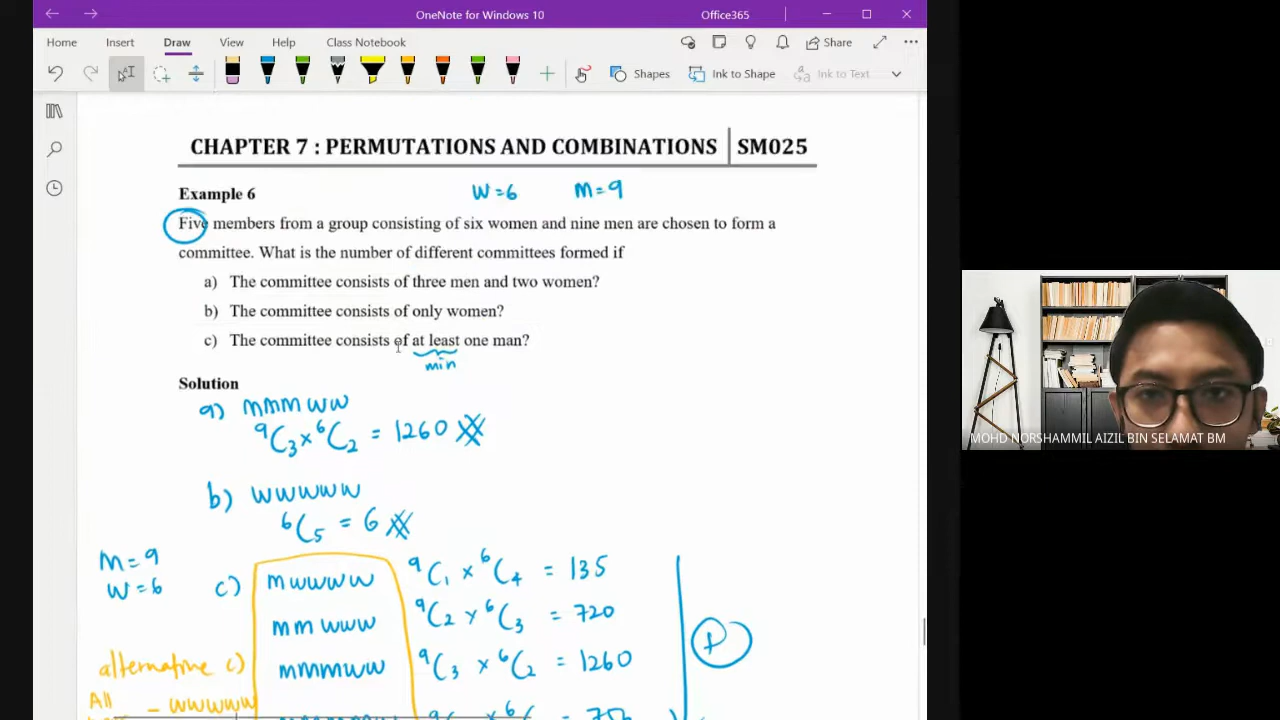 OneNote for Windows 10
Office365
Home Insert Draw View Help Class Notebook
Share
Shapes Ink to Shape Ink to Text
CHAPTER 7 : PERMUTATIONS AND COMBINATIONS SM025
Example 6
W=6 M=9
Five members from a group consisting of six women and nine men are chosen to form a
committee. What is the number of different committees formed if
a) The committee consists of three men and two women?
b) The committee consists of only women?
c) The committee consists of at least one man?
min
Solution
a) MMMWW
⁹C₃ × ⁶C₂ = 1260
b) WWWWW
⁶C₅ = 6
M=9
W=6
c) MWWWW ⁹C₁ × ⁶C₄ = 135
MMWWW ⁹C₂ × ⁶C₃ = 720
MMMWW ⁹C₃ × ⁶C₂ = 1260
alternative c)
All
- WWWWW
MOHD NORSHAMMIL AIZIL BIN SELAMAT BM